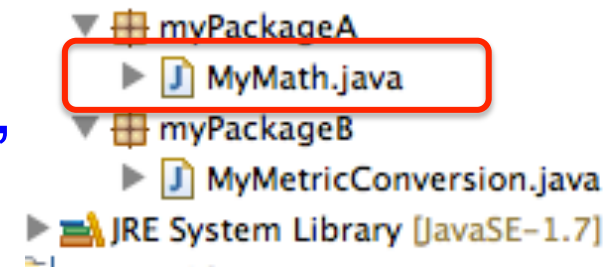 myPackageA
MyMath.java
,
myPackageB
MyMetricConversion.java
JRE System Library [JavaSE-1.7]